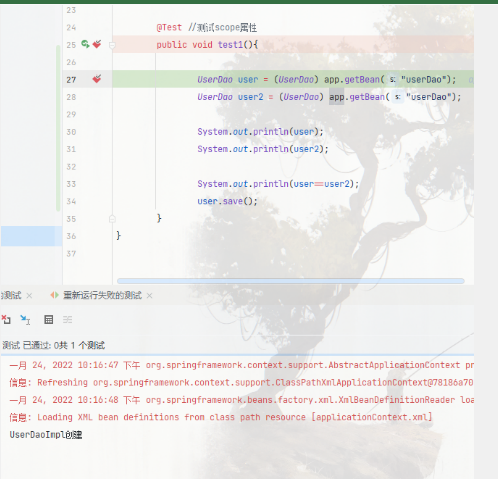 23
24
@Test //测试scope属性
25 public void test1(){
26
27 UserDao user = (UserDao) app.getBean( s: "userDao");
28 UserDao user2 = (UserDao) app.getBean( s: "userDao");
29
30 System.out.println(user);
31 System.out.println(user2);
32
33 System.out.println(user==user2);
34 user.save();
35 }
36 }
37
的测试 × 重新运行失败的测试 ×
测试 已通过: 0共 1 个测试
一月 24, 2022 10:16:47 下午 org.springframework.context.support.AbstractApplicationContext pr
信息: Refreshing org.springframework.context.support.ClassPathXmlApplicationContext@78186a70
一月 24, 2022 10:16:48 下午 org.springframework.beans.factory.xml.XmlBeanDefinitionReader loa
信息: Loading XML bean definitions from class path resource [applicationContext.xml]
UserDaoImpl创建